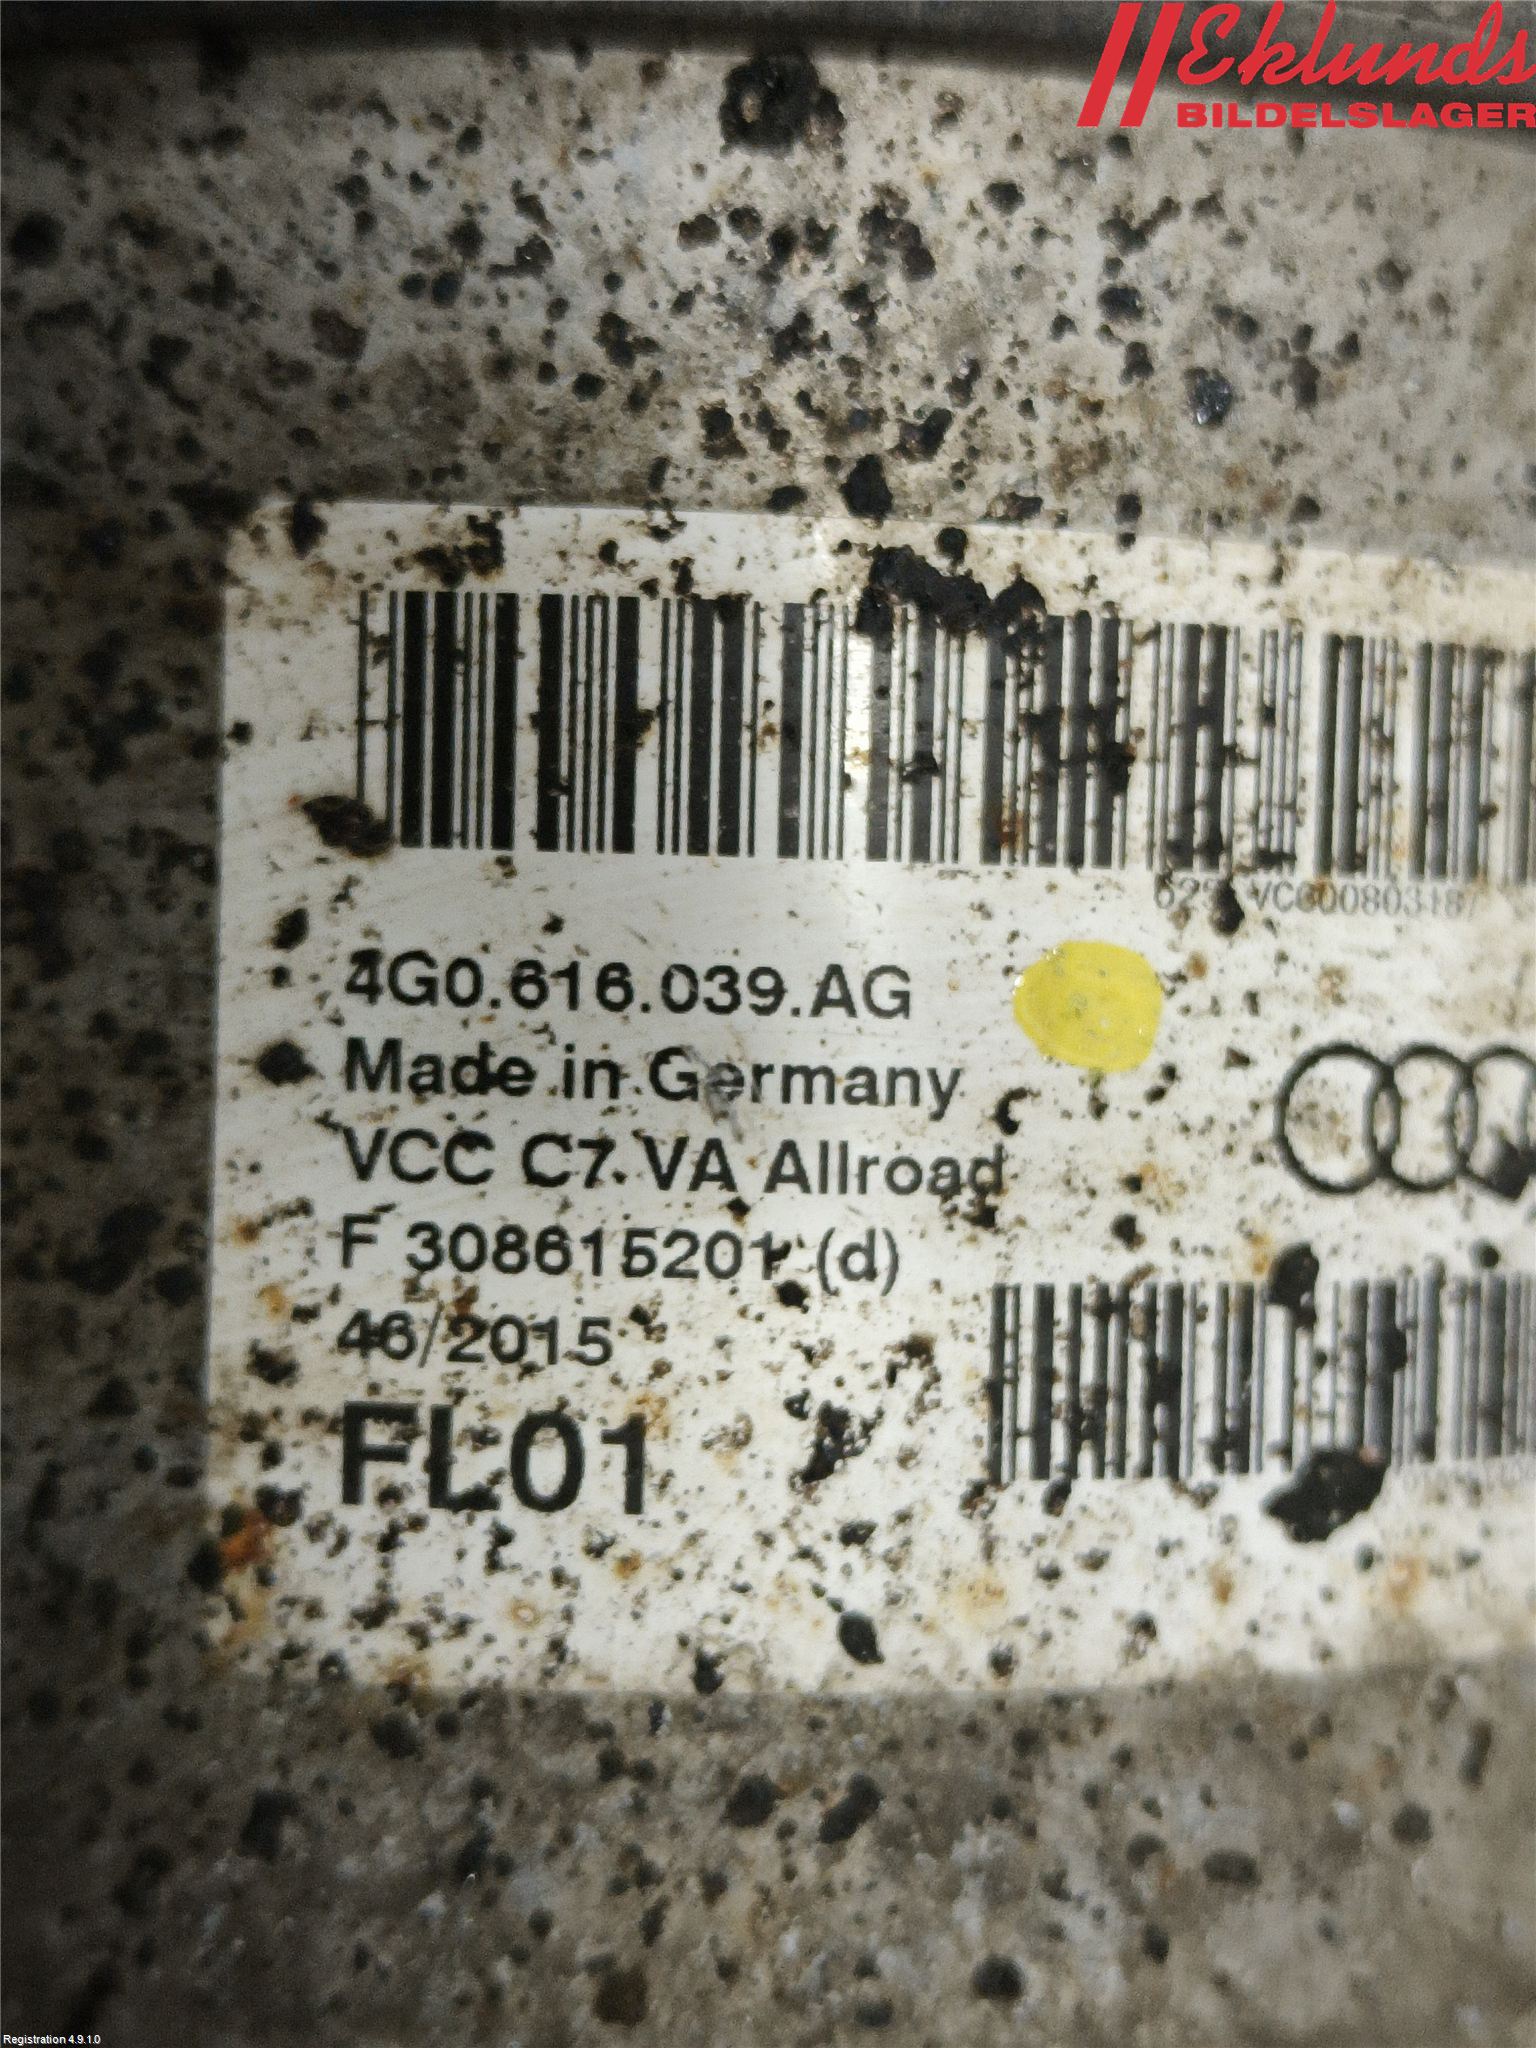 Eklunds
BILDELSLAGER
4G0.616.039.AG
Made in Germany
VCC C7 VA Allroad
F 308615201 (d)
46/2015
FL01
Registration 4.9.1.0